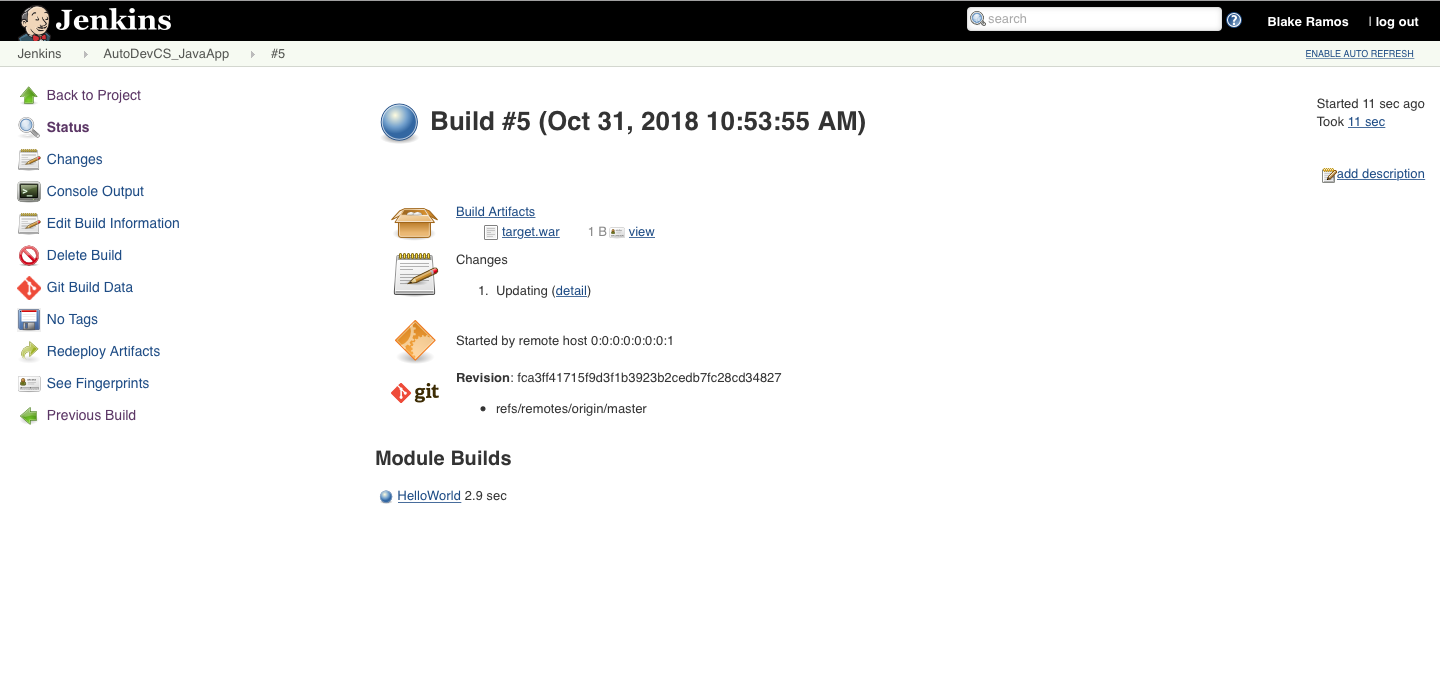 Jenkins
search
?
Blake Ramos | log out
Jenkins AutoDevCS_JavaApp #5
ENABLE AUTO REFRESH
Back to Project
Status
Changes
Console Output
Edit Build Information
Delete Build
Git Build Data
No Tags
Redeploy Artifacts
See Fingerprints
Previous Build
Build #5 (Oct 31, 2018 10:53:55 AM)
Started 11 sec ago
Took 11 sec
add description
Build Artifacts
target.war 1 B view
Changes
1. Updating (detail)
Started by remote host 0:0:0:0:0:0:0:1
git
Revision: fca3ff41715f9d3f1b3923b2cedb7fc28cd34827
• refs/remotes/origin/master
Module Builds
HelloWorld 2.9 sec